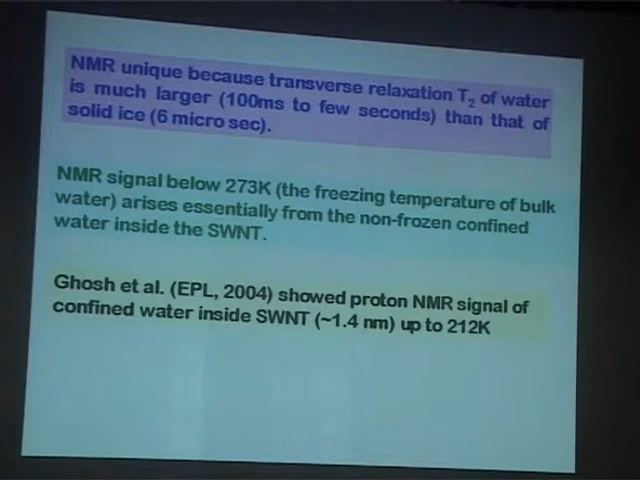 NMR unique because transverse relaxation T₂ of water
is much larger (100ms to few seconds) than that of
solid ice (6 micro sec).
NMR signal below 273K (the freezing temperature of bulk
water) arises essentially from the non-frozen confined
water inside the SWNT.
Ghosh et al. (EPL, 2004) showed proton NMR signal of
confined water inside SWNT (~1.4 nm) up to 212K